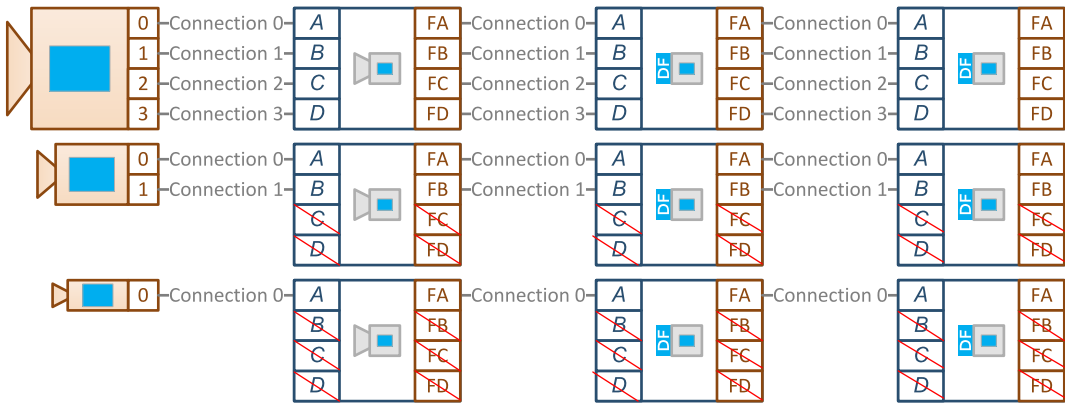 0 Connection 0 A FA Connection 0 A FA Connection 0 A FA
1 Connection 1 B FB Connection 1 B FB Connection 1 B FB
2 Connection 2 C FC Connection 2 C FC Connection 2 C FC
3 Connection 3 D FD Connection 3 D FD Connection 3 D FD
DF DF
0 Connection 0 A FA Connection 0 A FA Connection 0 A FA
1 Connection 1 B FB Connection 1 B FB Connection 1 B FB
C FC C FC C FC
D FD D FD D FD
DF DF
0 Connection 0 A FA Connection 0 A FA Connection 0 A FA
B FB B FB B FB
C FC C FC C FC
D FD D FD D FD
DF DF